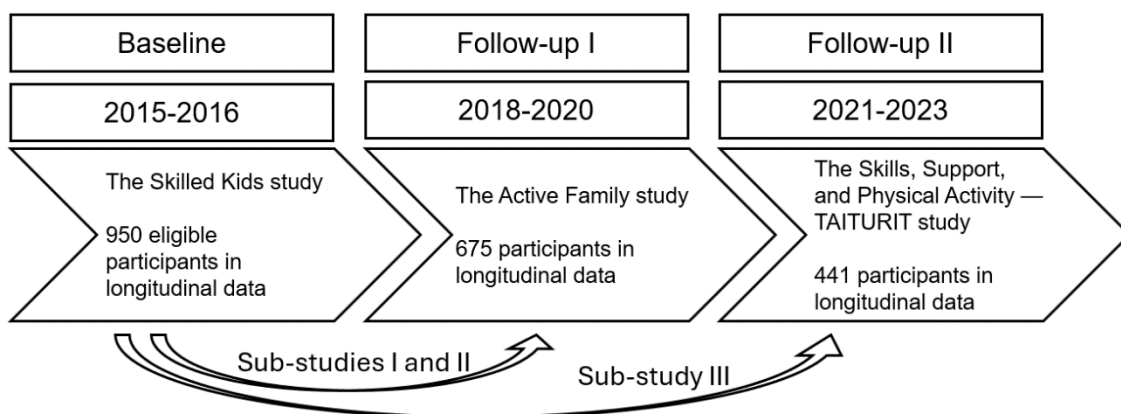 Baseline
Follow-up I
Follow-up II
2015-2016
2018-2020
2021-2023
The Skilled Kids study
950 eligible
participants in
longitudinal data
The Active Family study
675 participants in
longitudinal data
The Skills, Support,
and Physical Activity —
TAITURIT study
441 participants in
longitudinal data
Sub-studies I and II
Sub-study III